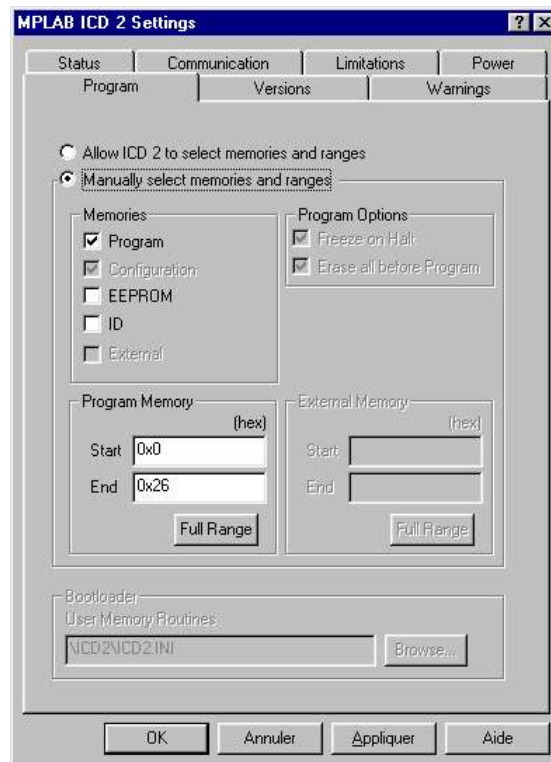 MPLAB ICD 2 Settings
Status Communication Limitations Power
Program Versions Warnings
Allow ICD 2 to select memories and ranges
Manually select memories and ranges
Memories
Program
Configuration
EEPROM
ID
External
Program Options
Freeze on Halt
Erase all before Program
Program Memory
(hex)
Start 0x0
End 0x26
Full Range
External Memory
(hex)
Start
End
Full Range
Bootloader
User Memory Routines
\ICD2\ICD2.INI Browse...
OK Annuler Appliquer Aide